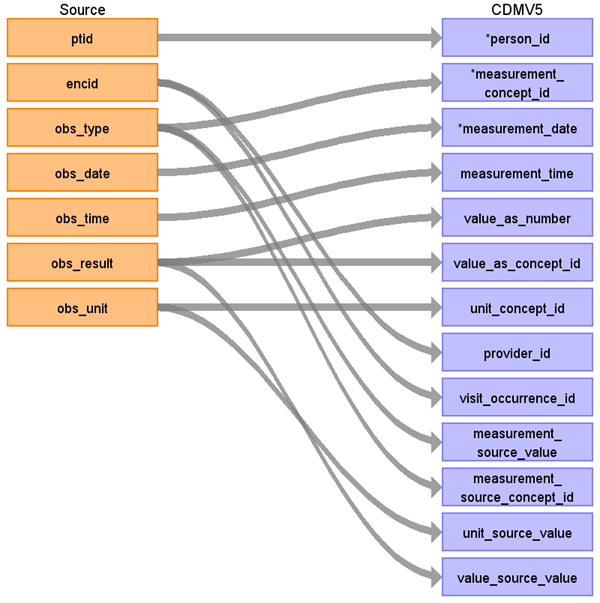 Source
CDMV5
ptid
*person_id
encid
*measurement_
concept_id
obs_type
*measurement_date
obs_date
measurement_time
obs_time
value_as_number
obs_result
value_as_concept_id
obs_unit
unit_concept_id
provider_id
visit_occurrence_id
measurement_
source_value
measurement_
source_concept_id
unit_source_value
value_source_value